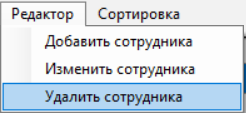 Редактор Сортировка
Добавить сотрудника
Изменить сотрудника
Удалить сотрудника